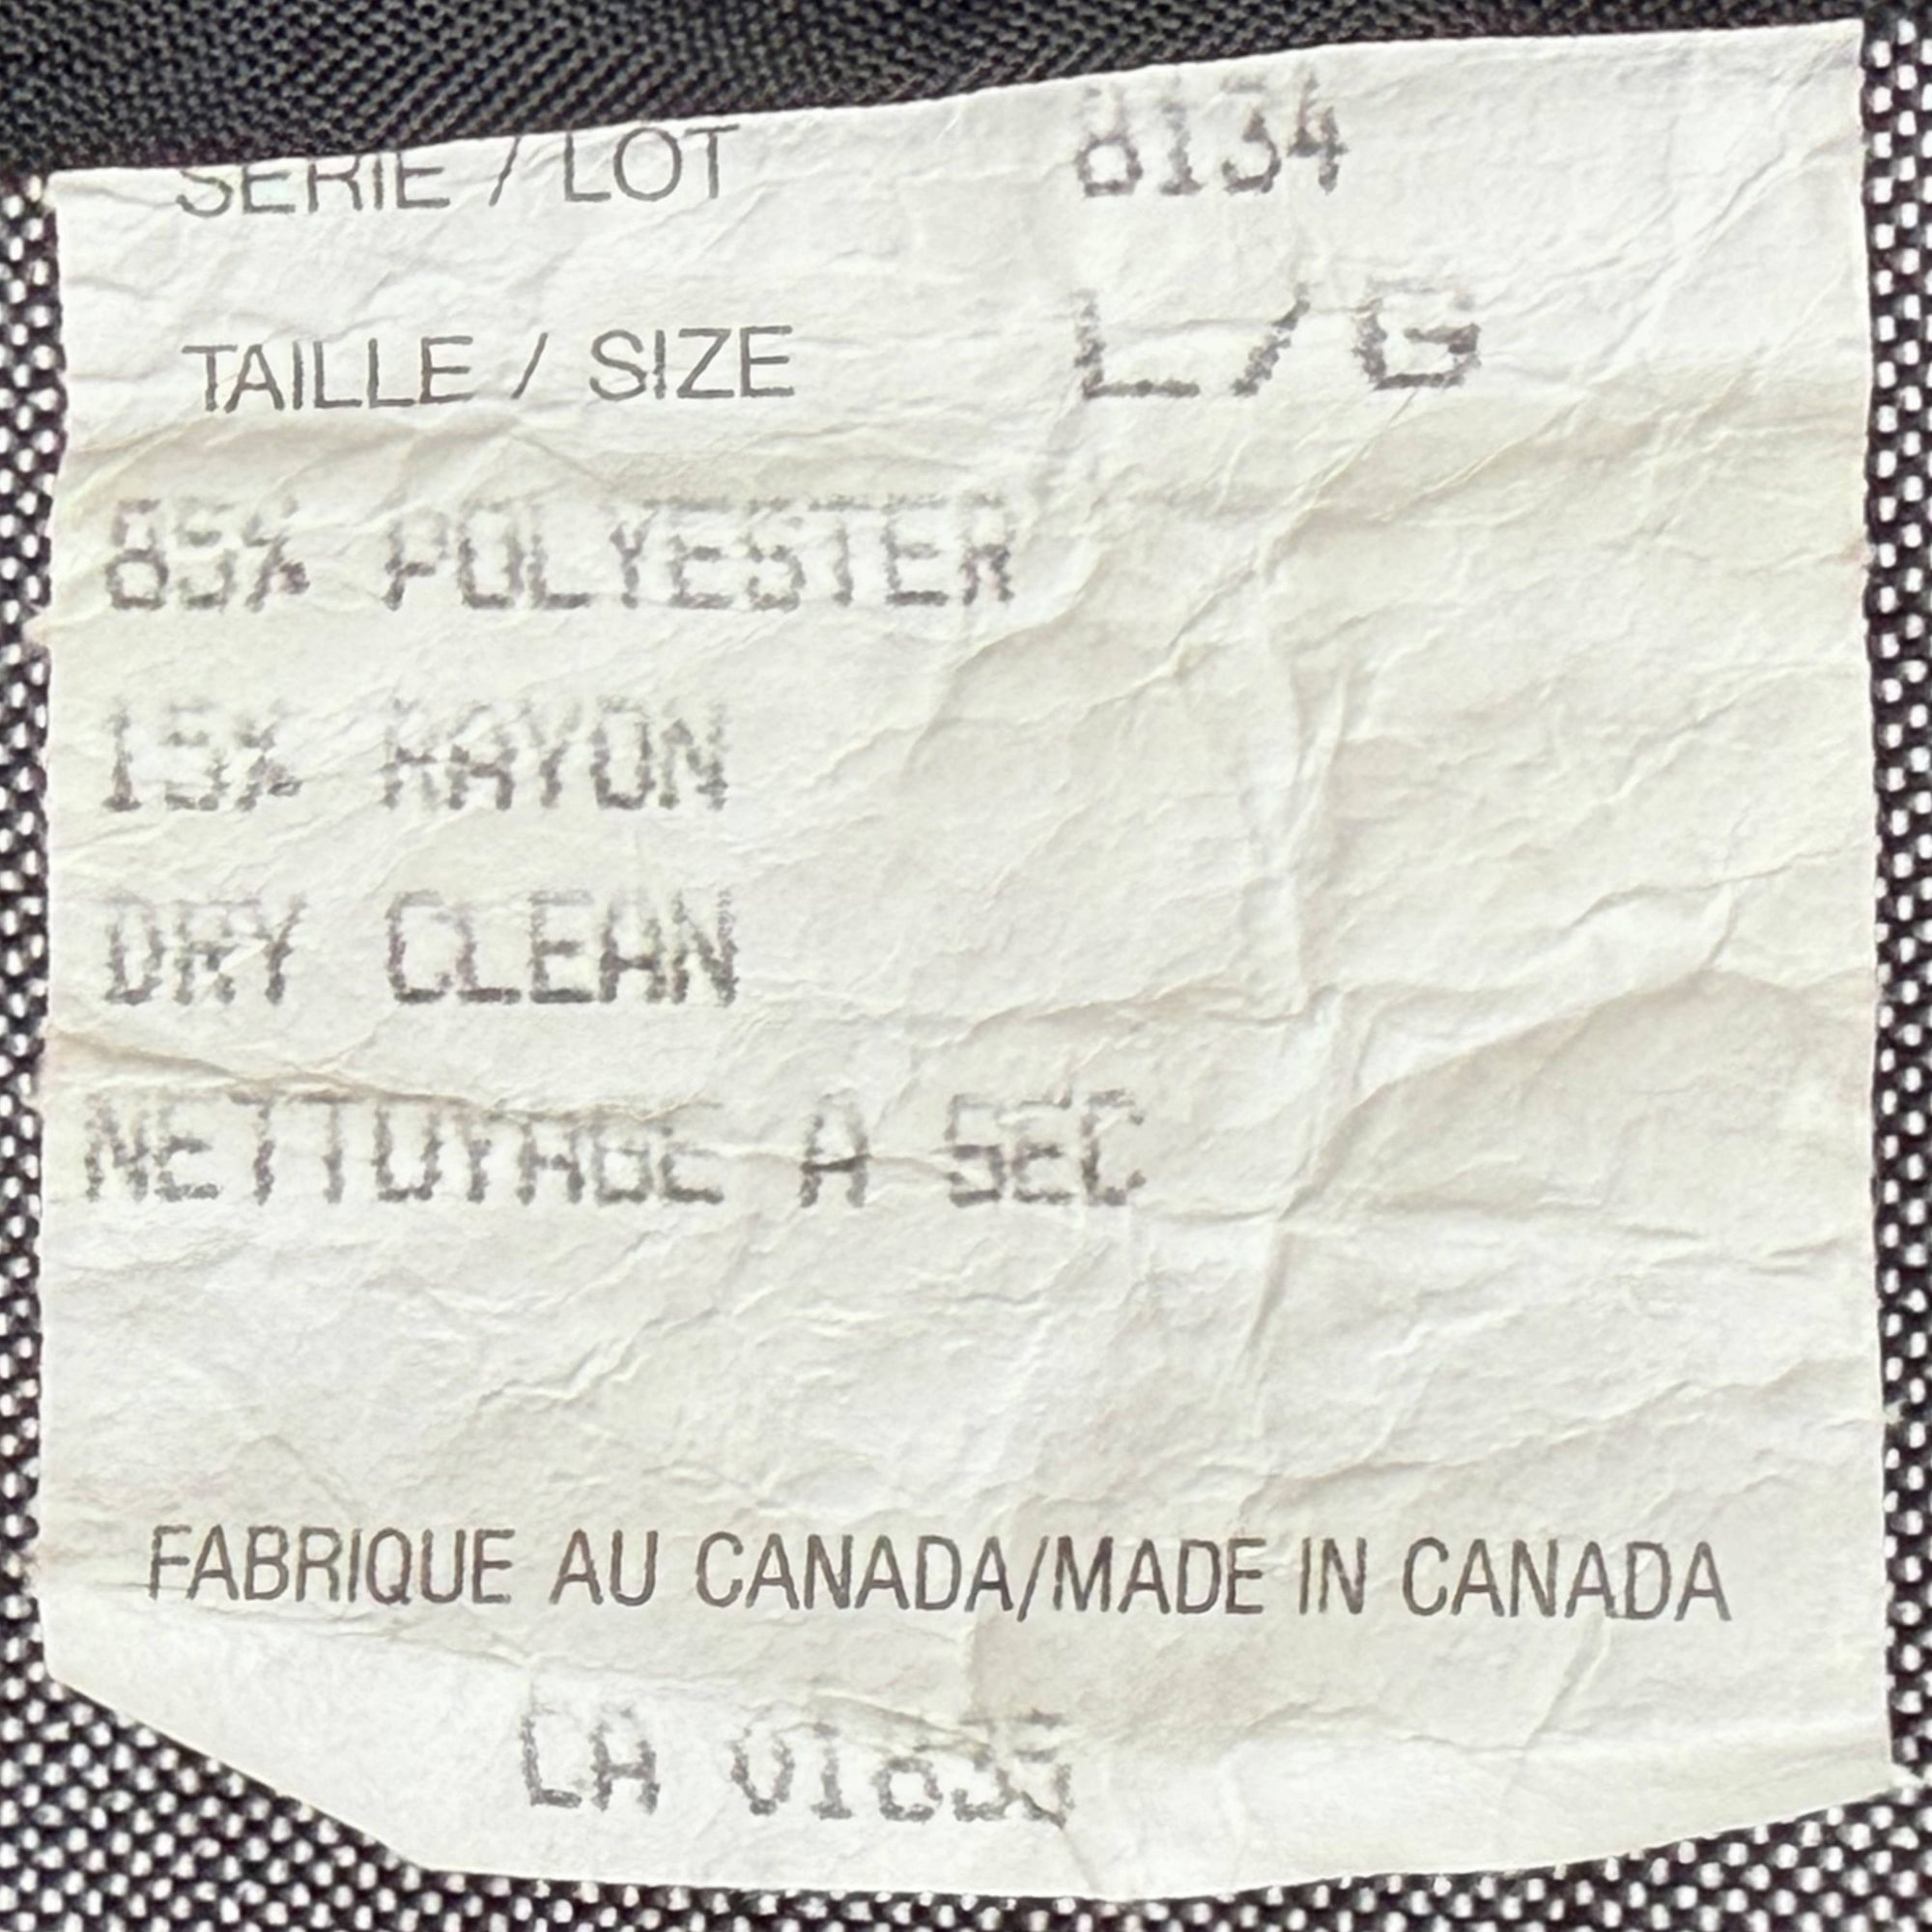 SERIE / LOT 8134
TAILLE / SIZE L/G
85% POLYESTER
15% RAYON
DRY CLEAN
NETTOYAGE A SEC
FABRIQUE AU CANADA/MADE IN CANADA
CA